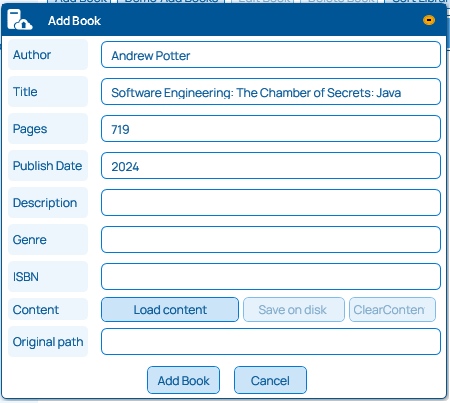 Add Book
Author Andrew Potter
Title Software Engineering: The Chamber of Secrets: Java
Pages 719
Publish Date 2024
Description
Genre
ISBN
Content Load content Save on disk ClearConten
Original path
Add Book Cancel